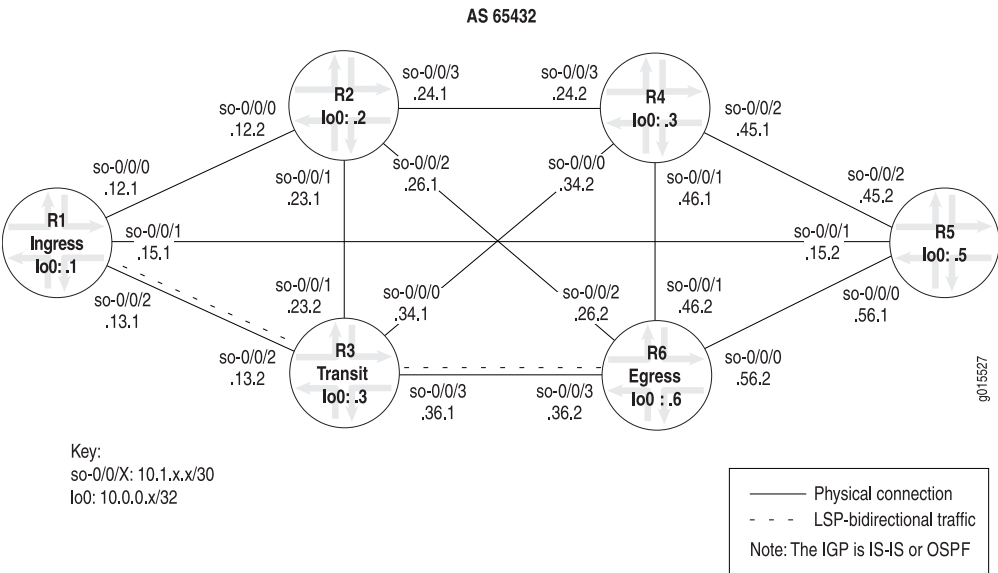 AS 65432
so-0/0/3
.24.1
so-0/0/3
.24.2
R2
lo0: .2
R4
lo0: .3
so-0/0/0
.12.2
so-0/0/2
.45.1
so-0/0/2
.26.1
so-0/0/0
.34.2
so-0/0/0
.12.1
so-0/0/1
.23.1
so-0/0/1
.46.1
so-0/0/2
.45.2
R1
Ingress
lo0: .1
so-0/0/1
.15.1
so-0/0/1
.15.2
R5
lo0: .5
so-0/0/2
.13.1
so-0/0/1
.23.2
so-0/0/0
.34.1
so-0/0/2
.26.2
so-0/0/1
.46.2
so-0/0/0
.56.1
so-0/0/2
.13.2
R3
Transit
lo0: .3
R6
Egress
lo0 : .6
so-0/0/0
.56.2
so-0/0/3
.36.1
so-0/0/3
.36.2
g015527
Key:
so-0/0/X: 10.1.x.x/30
lo0: 10.0.0.x/32
Physical connection
LSP-bidirectional traffic
Note: The IGP is IS-IS or OSPF